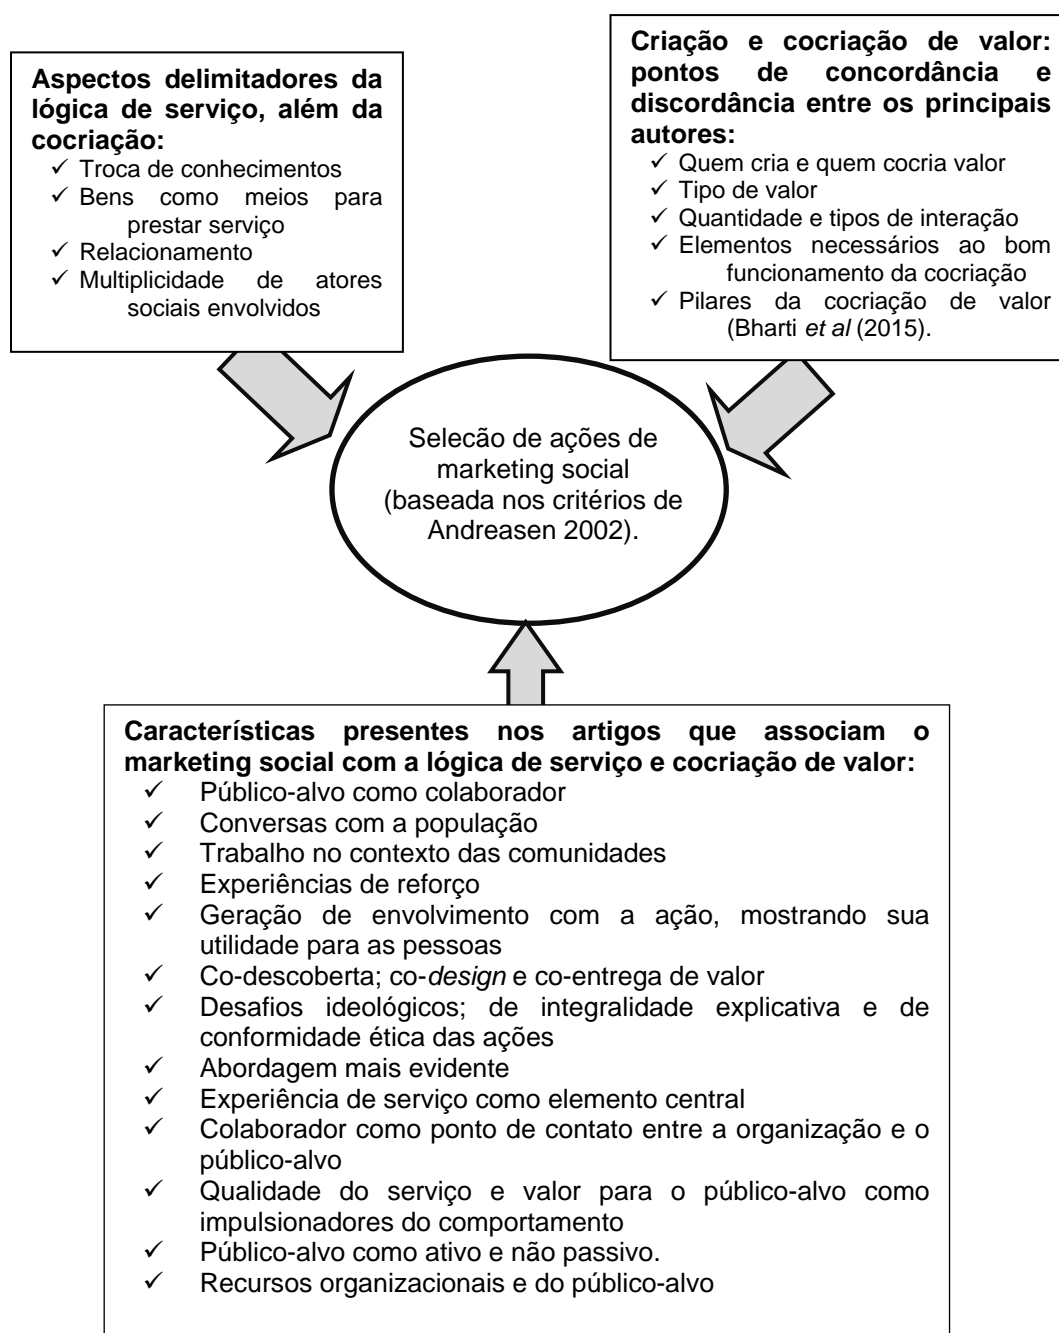 Aspectos delimitadores da
lógica de serviço, além da
cocriação:
✓ Troca de conhecimentos
✓ Bens como meios para
prestar serviço
✓ Relacionamento
✓ Multiplicidade de atores
sociais envolvidos
Criação e cocriação de valor:
pontos de concordância e
discordância entre os principais
autores:
✓ Quem cria e quem cocria valor
✓ Tipo de valor
✓ Quantidade e tipos de interação
✓ Elementos necessários ao bom
funcionamento da cocriação
✓ Pilares da cocriação de valor
(Bharti et al (2015).
Selecão de ações de
marketing social
(baseada nos critérios de
Andreasen 2002).
Características presentes nos artigos que associam o
marketing social com a lógica de serviço e cocriação de valor:
✓ Público-alvo como colaborador
✓ Conversas com a população
✓ Trabalho no contexto das comunidades
✓ Experiências de reforço
✓ Geração de envolvimento com a ação, mostrando sua
utilidade para as pessoas
✓ Co-descoberta; co-design e co-entrega de valor
✓ Desafios ideológicos; de integralidade explicativa e de
conformidade ética das ações
✓ Abordagem mais evidente
✓ Experiência de serviço como elemento central
✓ Colaborador como ponto de contato entre a organização e o
público-alvo
✓ Qualidade do serviço e valor para o público-alvo como
impulsionadores do comportamento
✓ Público-alvo como ativo e não passivo.
✓ Recursos organizacionais e do público-alvo